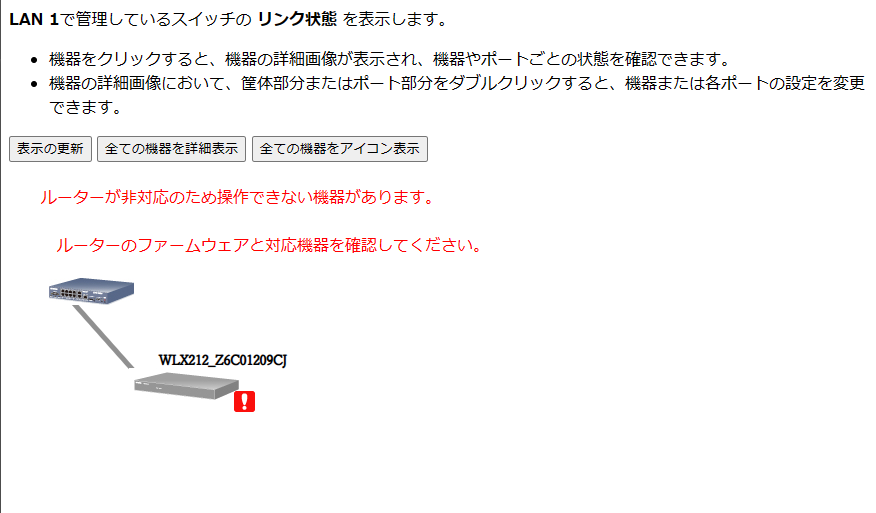 LAN 1で管理しているスイッチの リンク状態 を表示します。
• 機器をクリックすると、機器の詳細画像が表示され、機器やポートごとの状態を確認できます。
• 機器の詳細画像において、筐体部分またはポート部分をダブルクリックすると、機器または各ポートの設定を変更
できます。
表示の更新 全ての機器を詳細表示 全ての機器をアイコン表示
ルーターが非対応のため操作できない機器があります。
ルーターのファームウェアと対応機器を確認してください。
WLX212_Z6C01209CJ